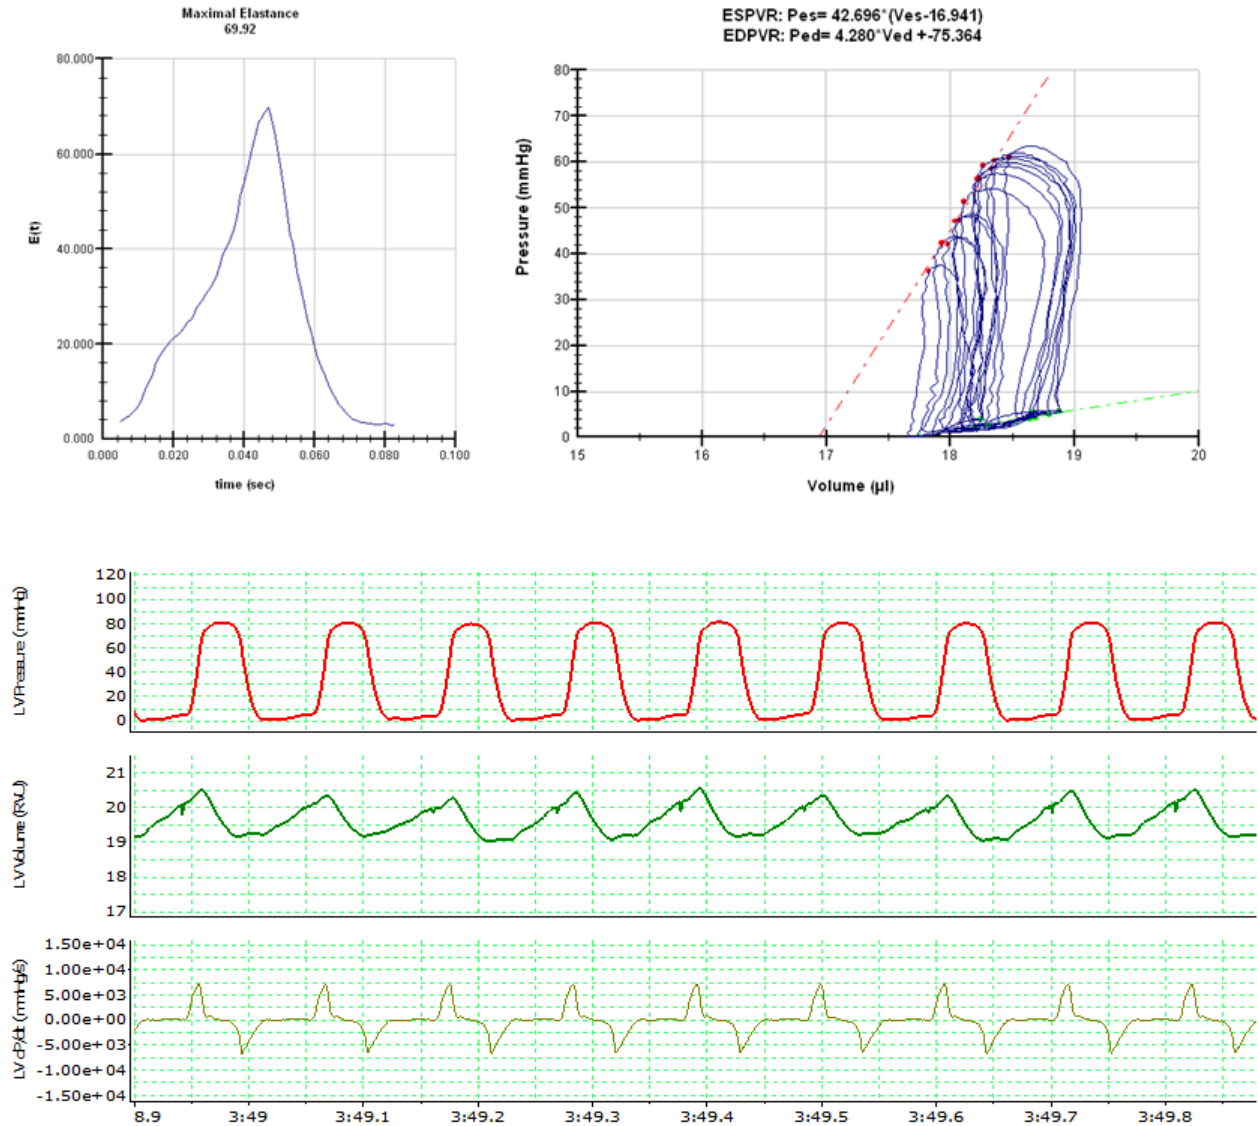 Maximal Elastance
69.92
80.000
60.000
40.000
20.000
0.000
E(t)
0.000 0.020 0.040 0.060 0.080 0.100
time (sec)
ESPVR: Pes= 42.696*(Ves-16.941)
EDPVR: Ped= 4.280*Ved +-75.364
80
70
60
50
40
30
20
10
0
Pressure (mmHg)
15 16 17 18 19 20
Volume (µl)
LV Pressure (mmHg)
120
100
80
60
40
20
0
LV Volume (RVU)
21
20
19
18
17
LV dP/dt (mmHg/s)
1.50e+04
1.00e+04
5.00e+03
0.00e+00
-5.00e+03
-1.00e+04
-1.50e+04
8.9 3:49 3:49.1 3:49.2 3:49.3 3:49.4 3:49.5 3:49.6 3:49.7 3:49.8